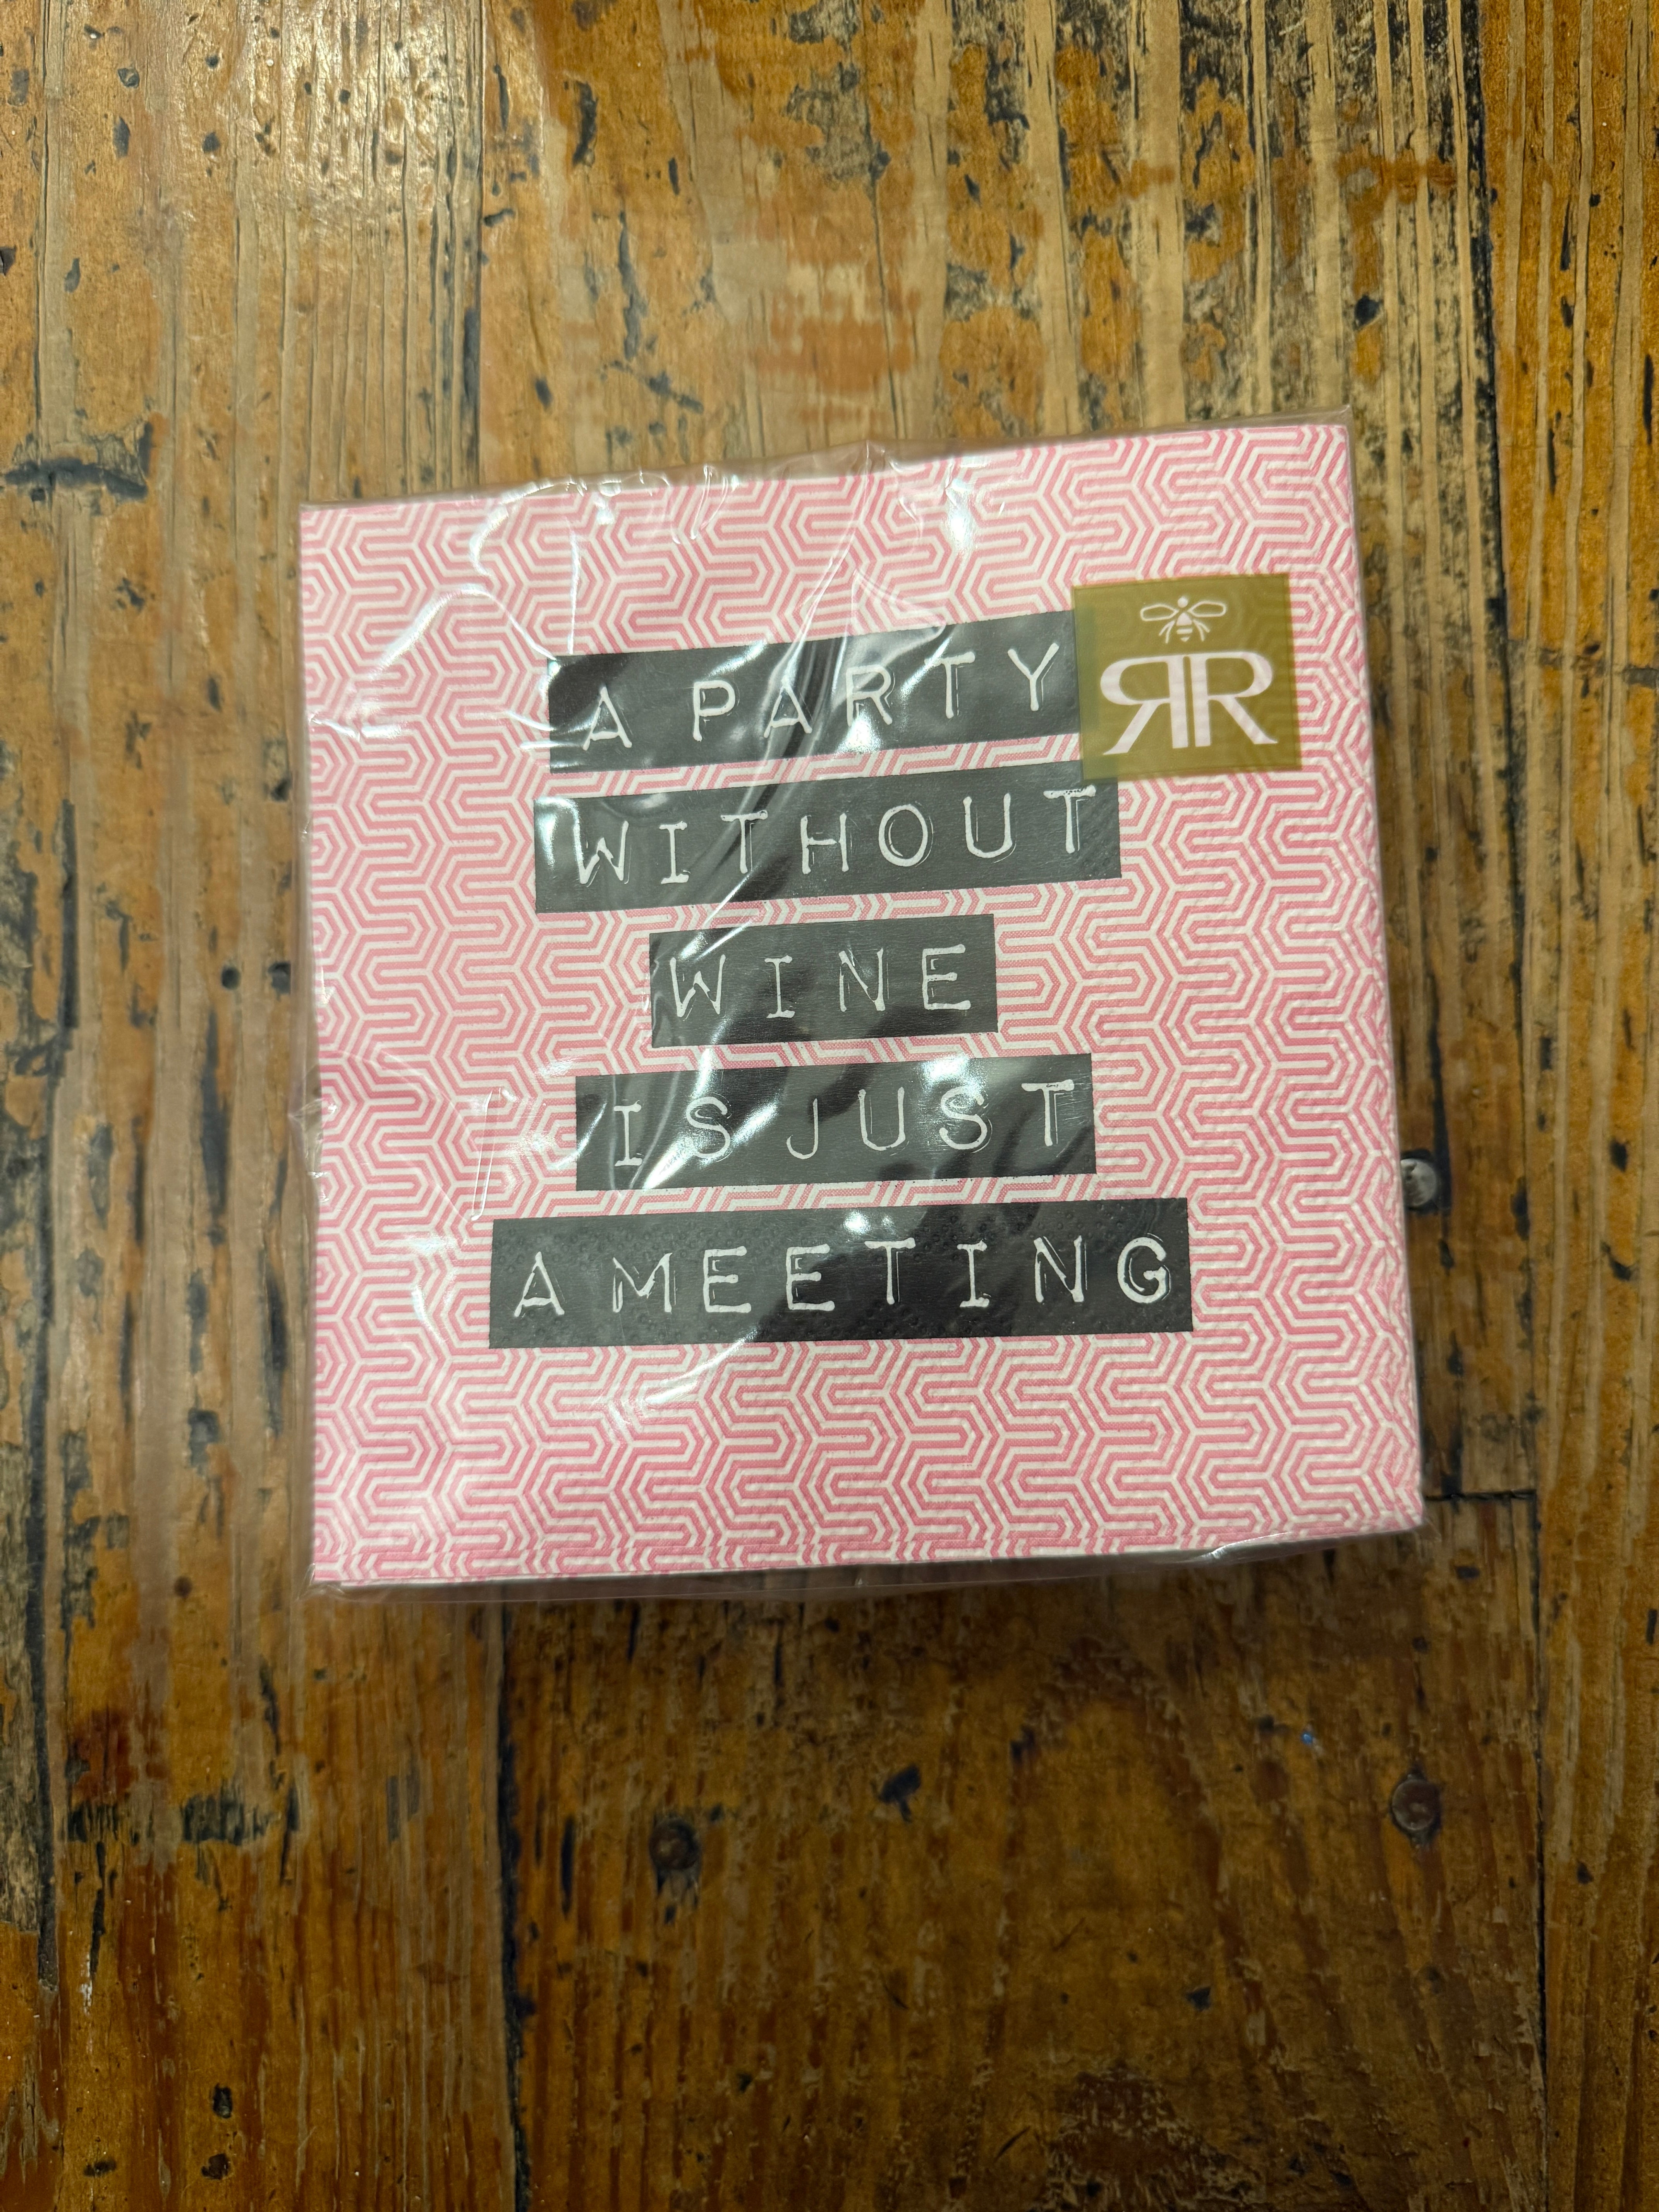 A PARTY
RR
WITHOUT
WINE
IS JUST
A MEETING